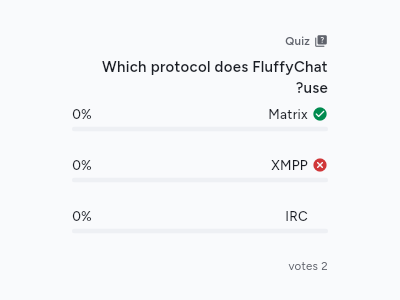 Quiz
Which protocol does FluffyChat
?use
Matrix 0%
XMPP 0%
IRC 0%
votes 2